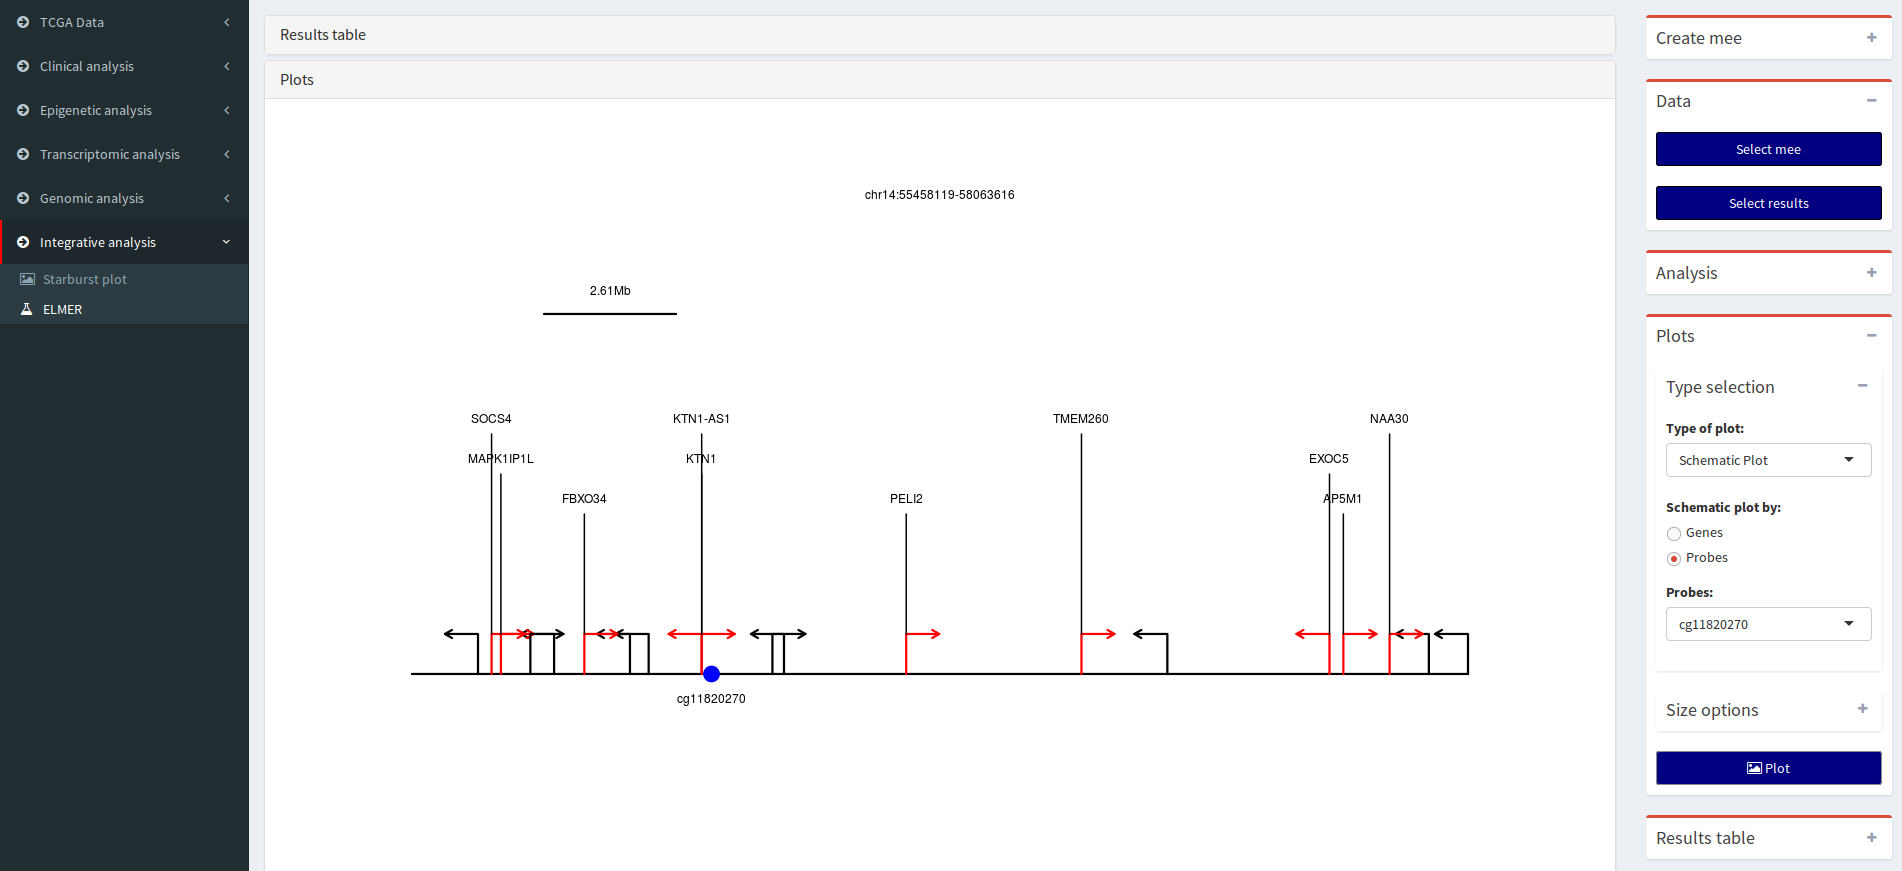 TCGA Data
Clinical analysis
Epigenetic analysis
Transcriptomic analysis
Genomic analysis
Integrative analysis
Starburst plot
ELMER
Results table
Plots
chr14:55458119-58063616
2.61Mb
SOCS4
KTN1-AS1
TMEM260
NAA30
MAPK1IP1L
KTN1
EXOC5
FBXO34
PELI2
AP5M1
cg11820270
Create mee
Data
Select mee
Select results
Analysis
Plots
Type selection
Type of plot:
Schematic Plot
Schematic plot by:
Genes
Probes
Probes:
cg11820270
Size options
Plot
Results table